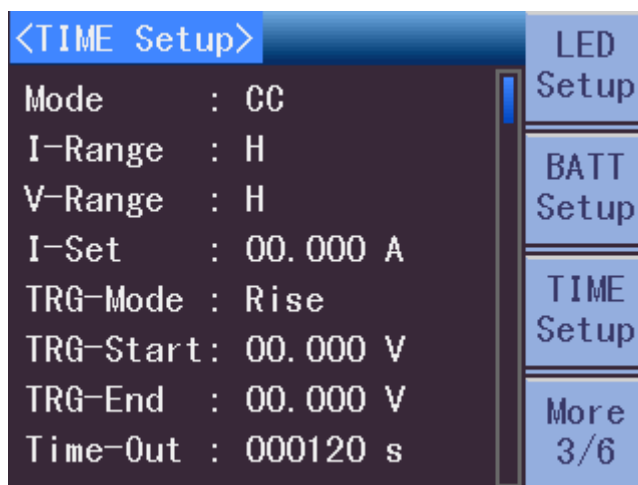 <TIME Setup>
Mode : CC
I-Range : H
V-Range : H
I-Set : 00.000 A
TRG-Mode : Rise
TRG-Start: 00.000 V
TRG-End : 00.000 V
Time-Out : 000120 s
LED
Setup
BATT
Setup
TIME
Setup
More
3/6